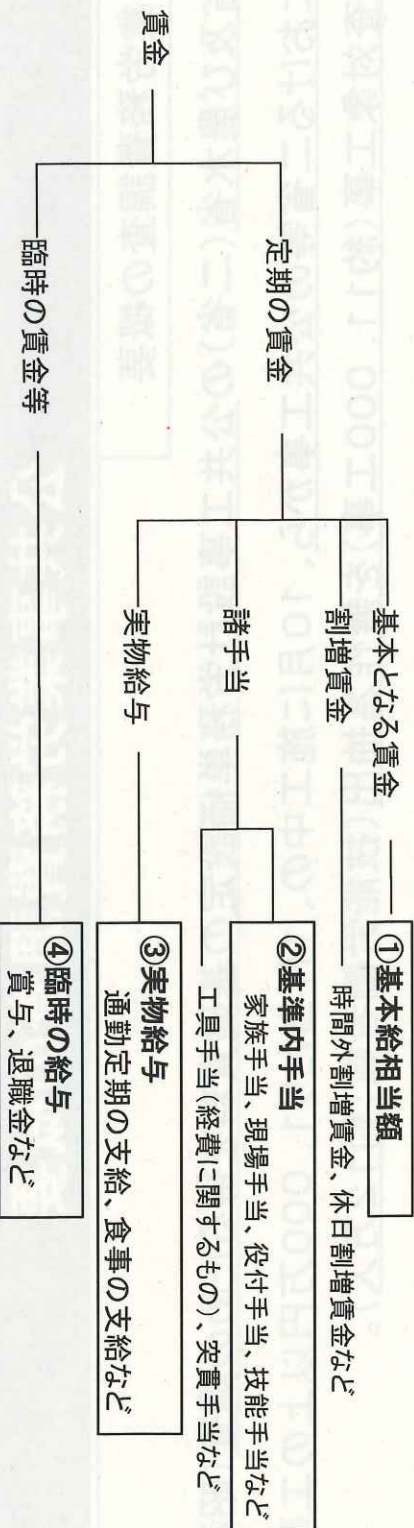 賃金
定期の賃金
基本となる賃金
①基本給相当額
割増賃金
時間外割増賃金、休日割増賃金など
諸手当
②基準内手当
家族手当、現場手当、役付手当、技能手当など
工具手当(経費に関するもの)、突貫手当など
実物給与
③実物給与
通勤定期の支給、食事の支給など
臨時の賃金等
④臨時の給与
賞与、退職金など